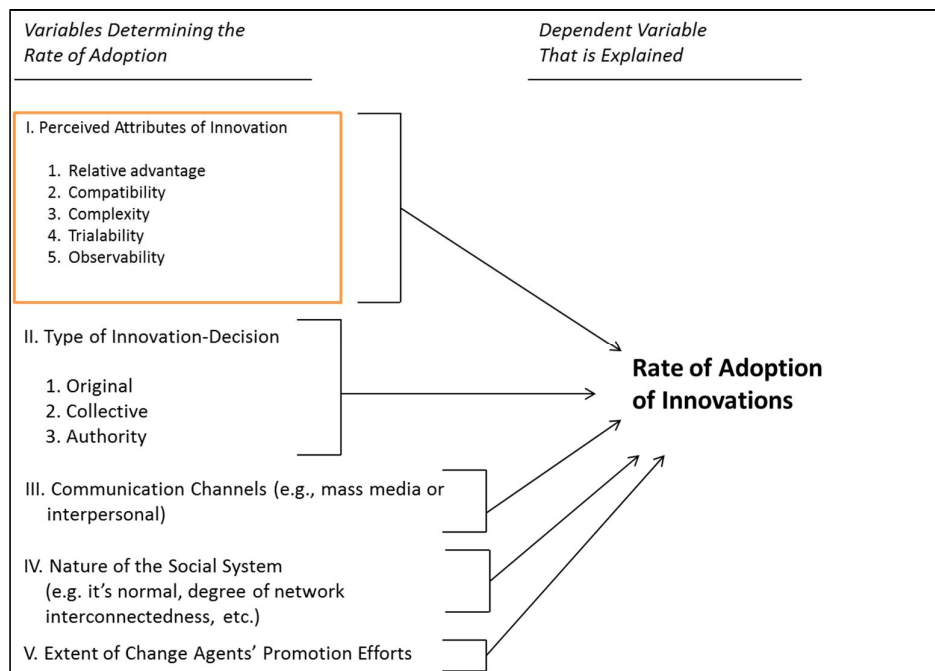 Variables Determining the
Rate of Adoption
Dependent Variable
That is Explained
I. Perceived Attributes of Innovation
1. Relative advantage
2. Compatibility
3. Complexity
4. Trialability
5. Observability
II. Type of Innovation-Decision
1. Original
2. Collective
3. Authority
Rate of Adoption
of Innovations
III. Communication Channels (e.g., mass media or
interpersonal)
IV. Nature of the Social System
(e.g. it's normal, degree of network
interconnectedness, etc.)
V. Extent of Change Agents' Promotion Efforts